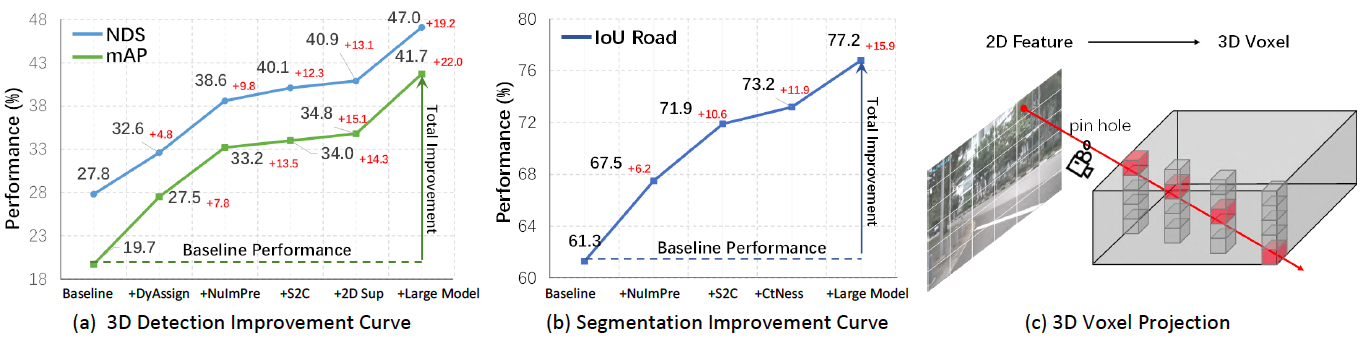 48
43
38
33
28
23
18
Performance (%)
NDS
mAP
27.8
32.6 +4.8
38.6 +9.8
40.1 +12.3
40.9 +13.1
47.0 +19.2
19.7
27.5 +7.8
33.2 +13.5
34.0 +14.3
34.8 +15.1
41.7 +22.0
Total Improvement
Baseline Performance
Baseline +DyAssign +NuImPre +S2C +2D Sup +Large Model
(a) 3D Detection Improvement Curve
80
76
72
68
64
60
Performance (%)
IoU Road
61.3
67.5 +6.2
71.9 +10.6
73.2 +11.9
77.2 +15.9
Total Improvement
Baseline Performance
Baseline +NuImPre +S2C +CtNess +Large Model
(b) Segmentation Improvement Curve
2D Feature 3D Voxel
pin hole
(c) 3D Voxel Projection